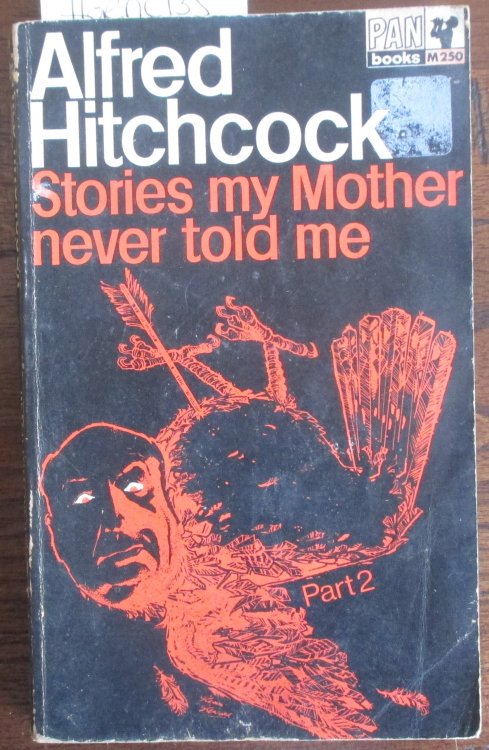 Alfred
Hitchcock
Stories my Mother
never told me
PAN
books M250
Part 2